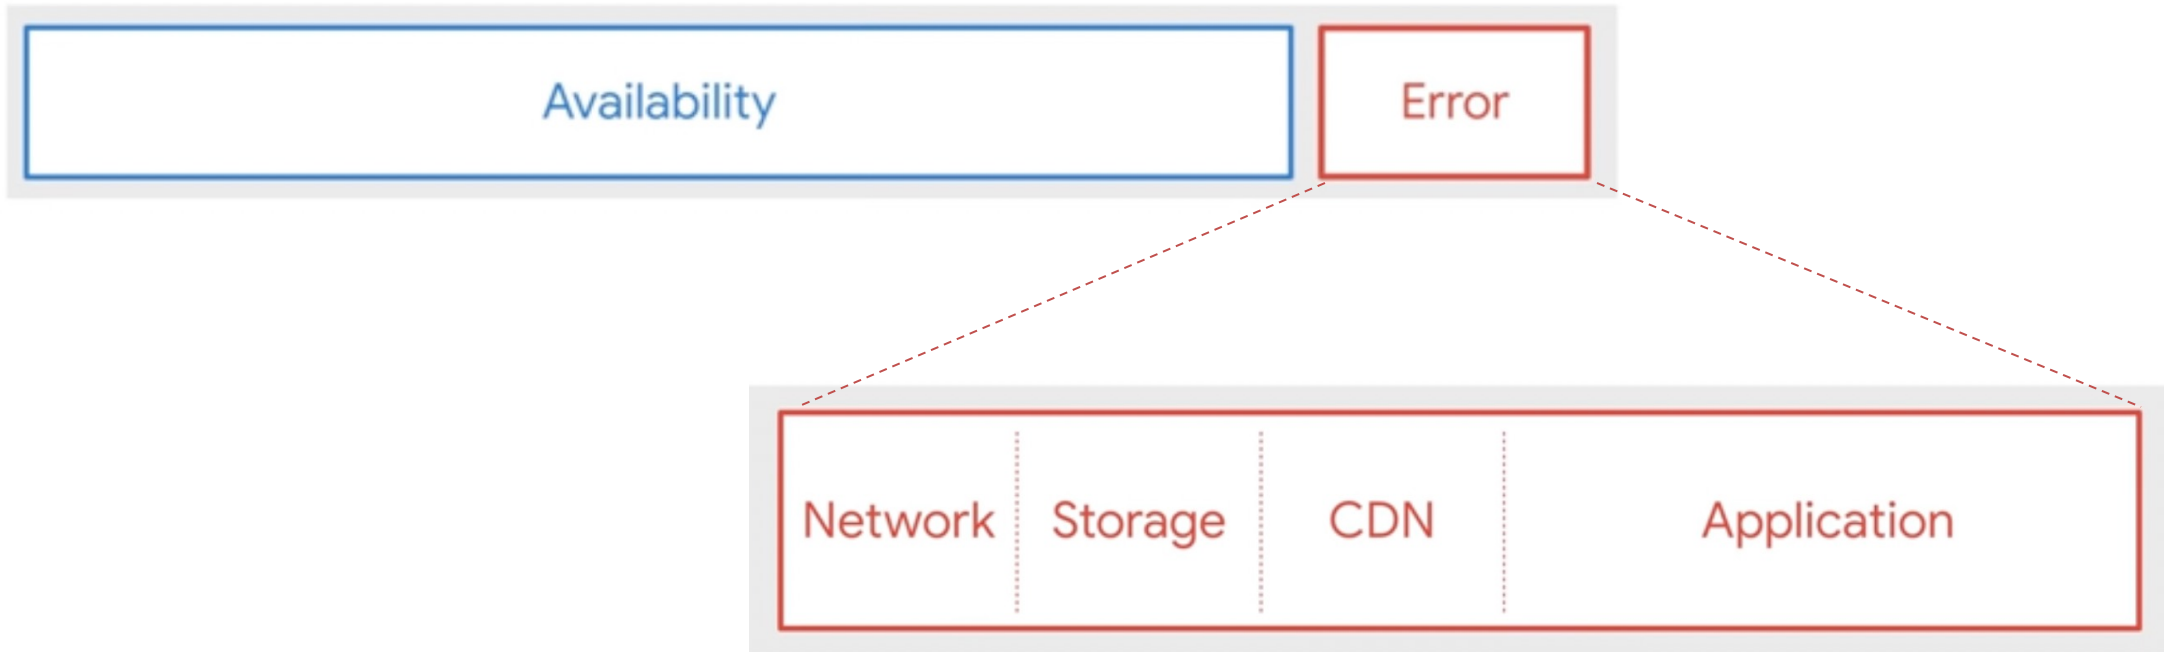 Availability
Error
Network
Storage
CDN
Application